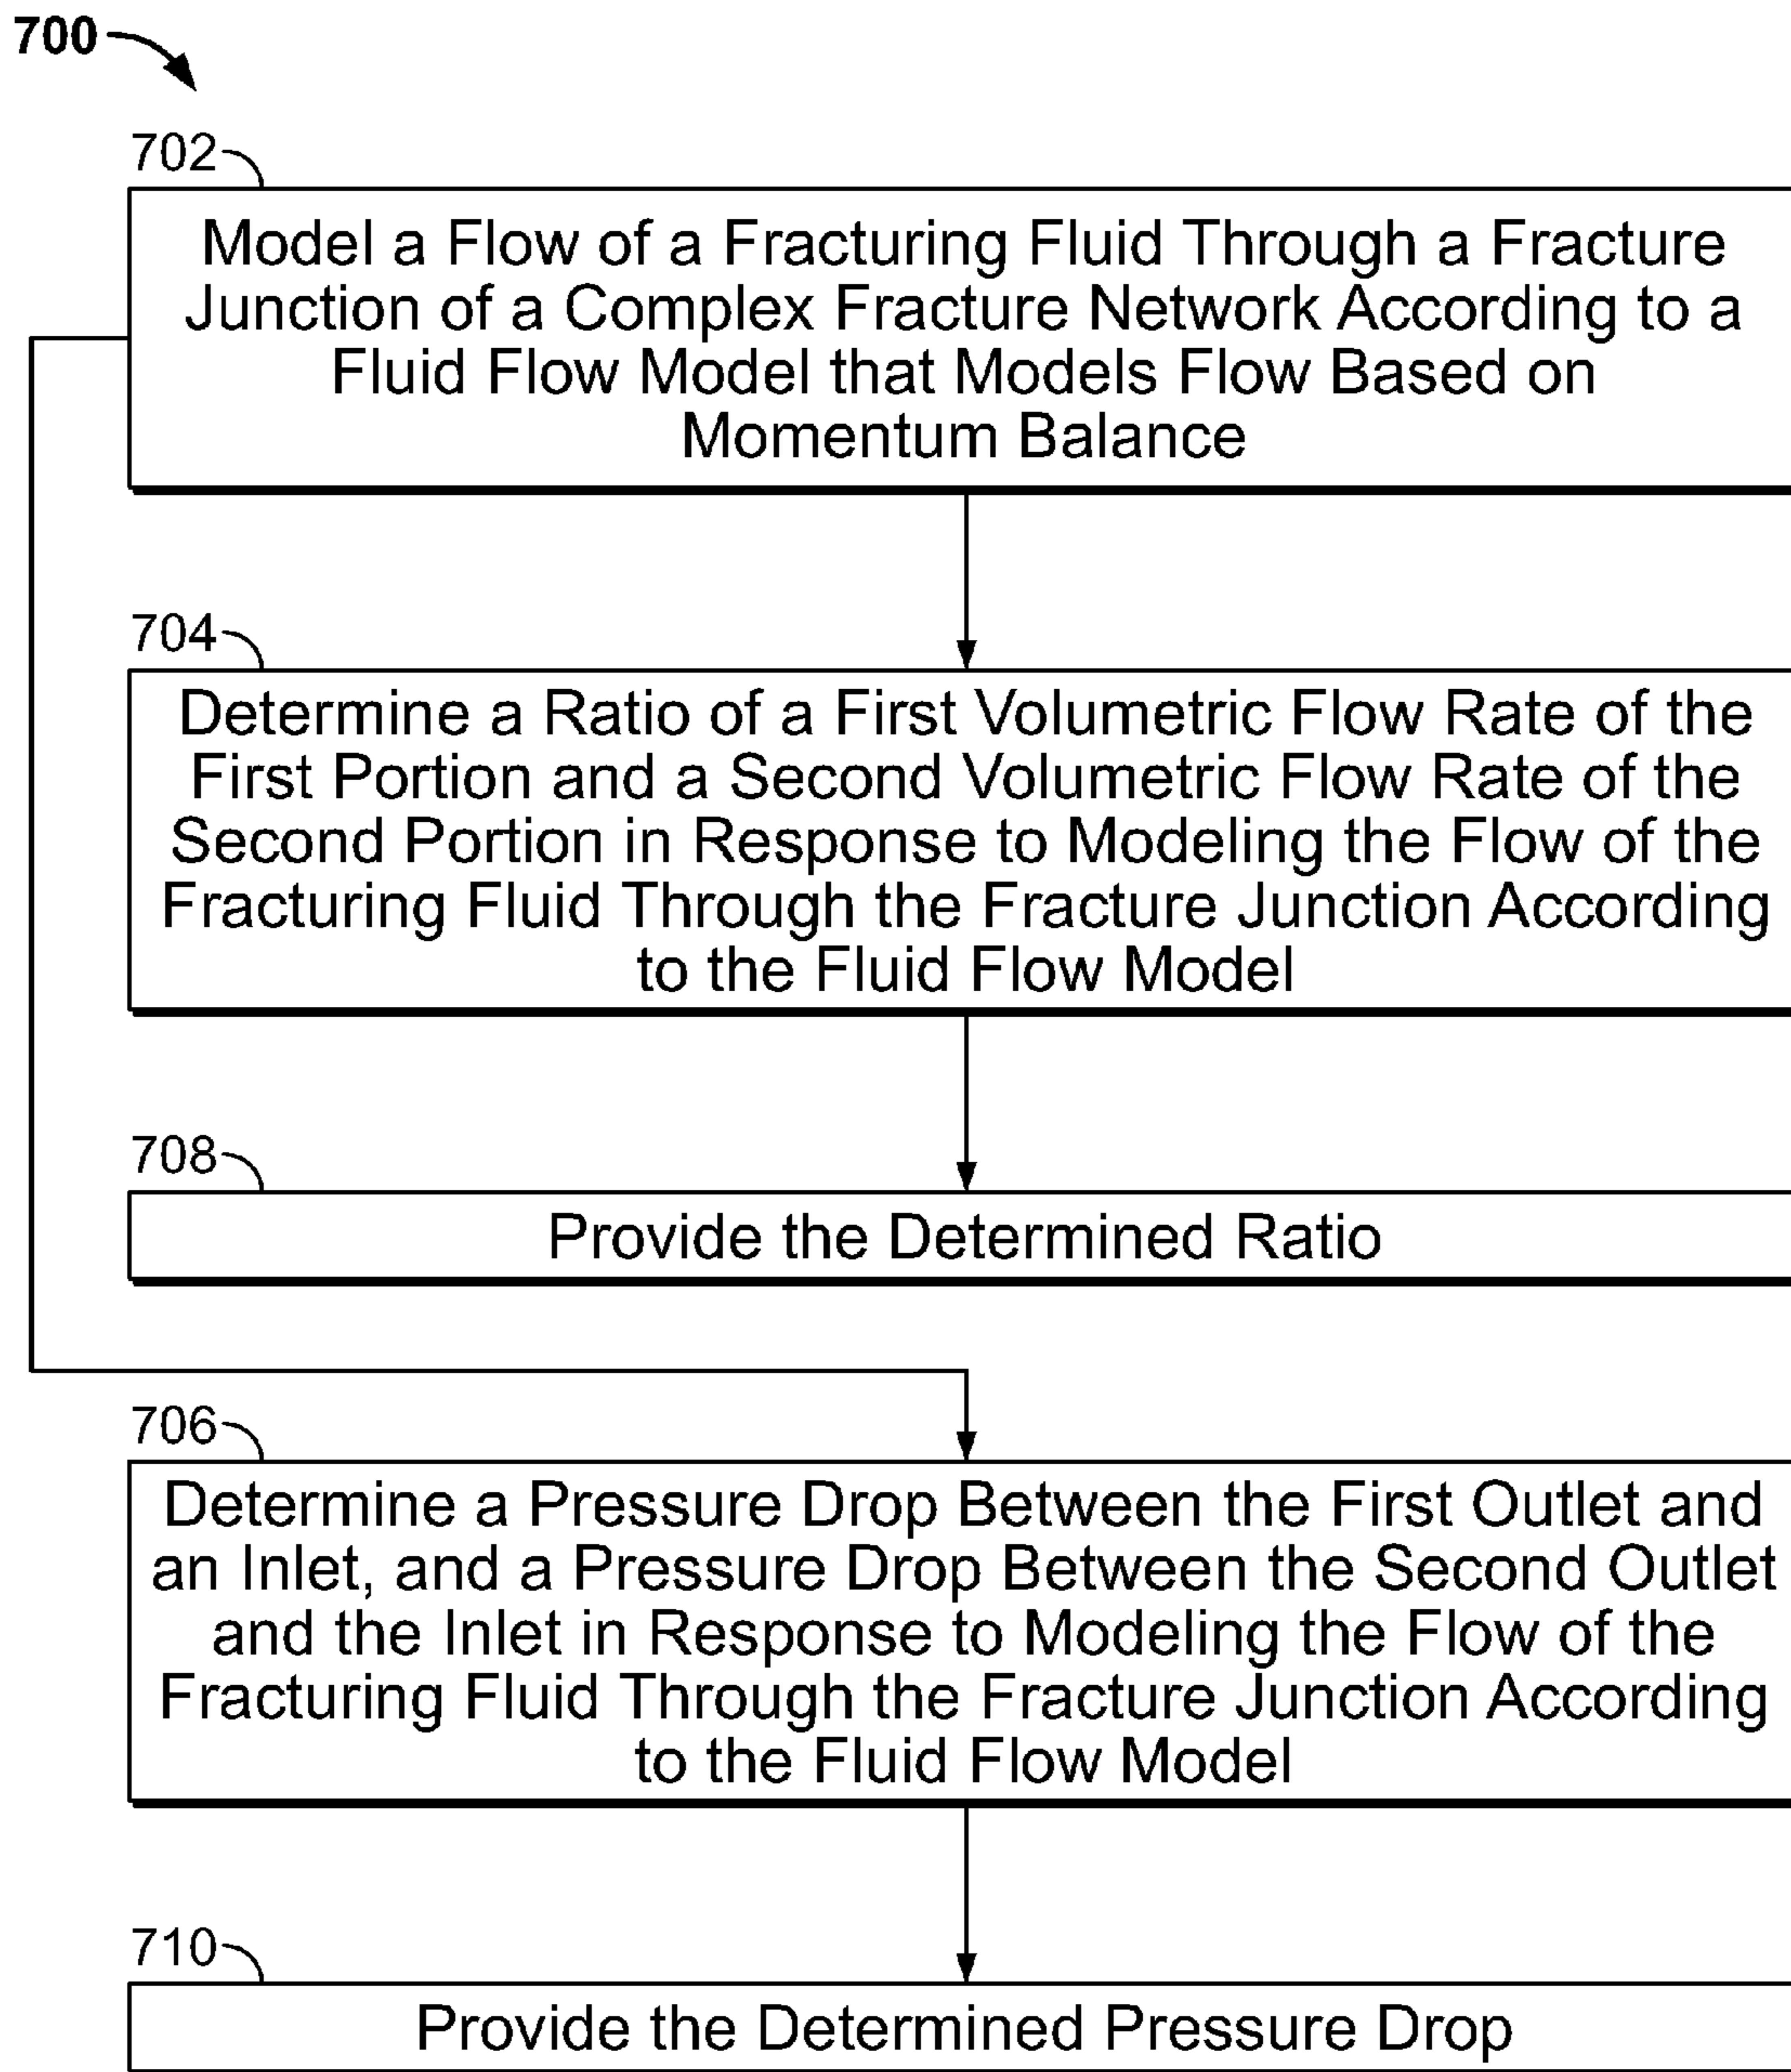 700
702
Model a Flow of a Fracturing Fluid Through a Fracture
Junction of a Complex Fracture Network According to a
Fluid Flow Model that Models Flow Based on
Momentum Balance
704
Determine a Ratio of a First Volumetric Flow Rate of the
First Portion and a Second Volumetric Flow Rate of the
Second Portion in Response to Modeling the Flow of the
Fracturing Fluid Through the Fracture Junction According
to the Fluid Flow Model
708
Provide the Determined Ratio
706
Determine a Pressure Drop Between the First Outlet and
an Inlet, and a Pressure Drop Between the Second Outlet
and the Inlet in Response to Modeling the Flow of the
Fracturing Fluid Through the Fracture Junction According
to the Fluid Flow Model
710
Provide the Determined Pressure Drop